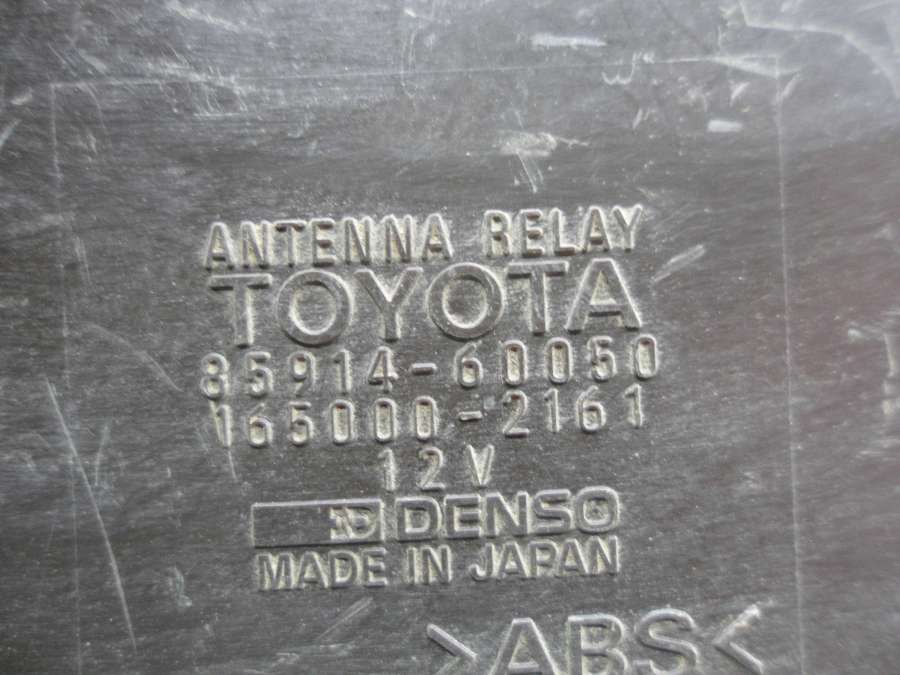 ANTENNA RELAY
TOYOTA
85914-60050
165000-2161
12V
DENSO
MADE IN JAPAN
>ABS<